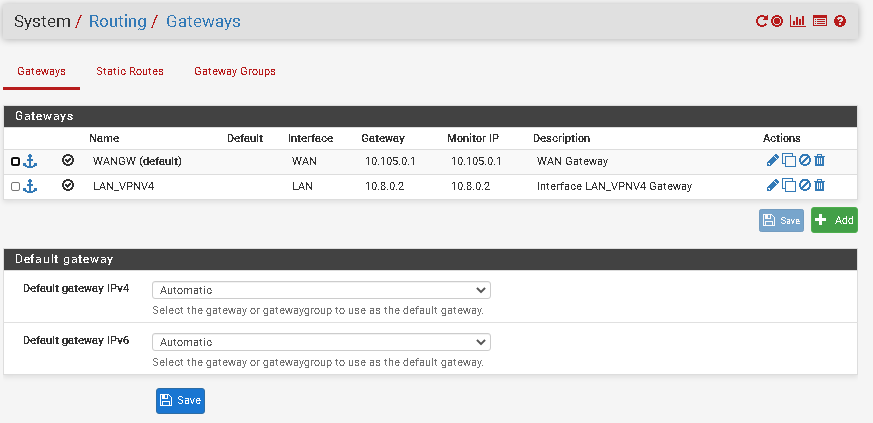 System / Routing / Gateways
Gateways Static Routes Gateway Groups
Gateways
Name Default Interface Gateway Monitor IP Description Actions
WANGW (default) WAN 10.105.0.1 10.105.0.1 WAN Gateway
LAN_VPNV4 LAN 10.8.0.2 10.8.0.2 Interface LAN_VPNV4 Gateway
Save Add
Default gateway
Default gateway IPv4 Automatic
Select the gateway or gatewaygroup to use as the default gateway.
Default gateway IPv6 Automatic
Select the gateway or gatewaygroup to use as the default gateway.
Save